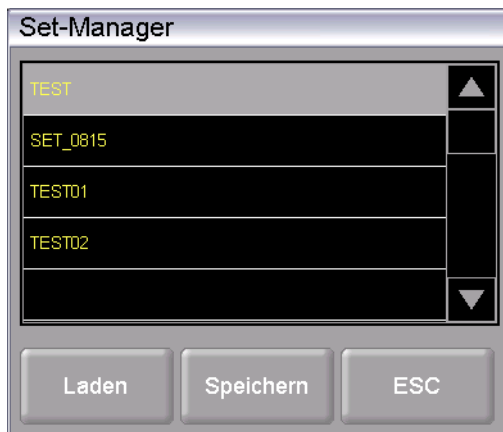 Set-Manager
TEST
SET_0815
TEST01
TEST02
Laden Speichern ESC